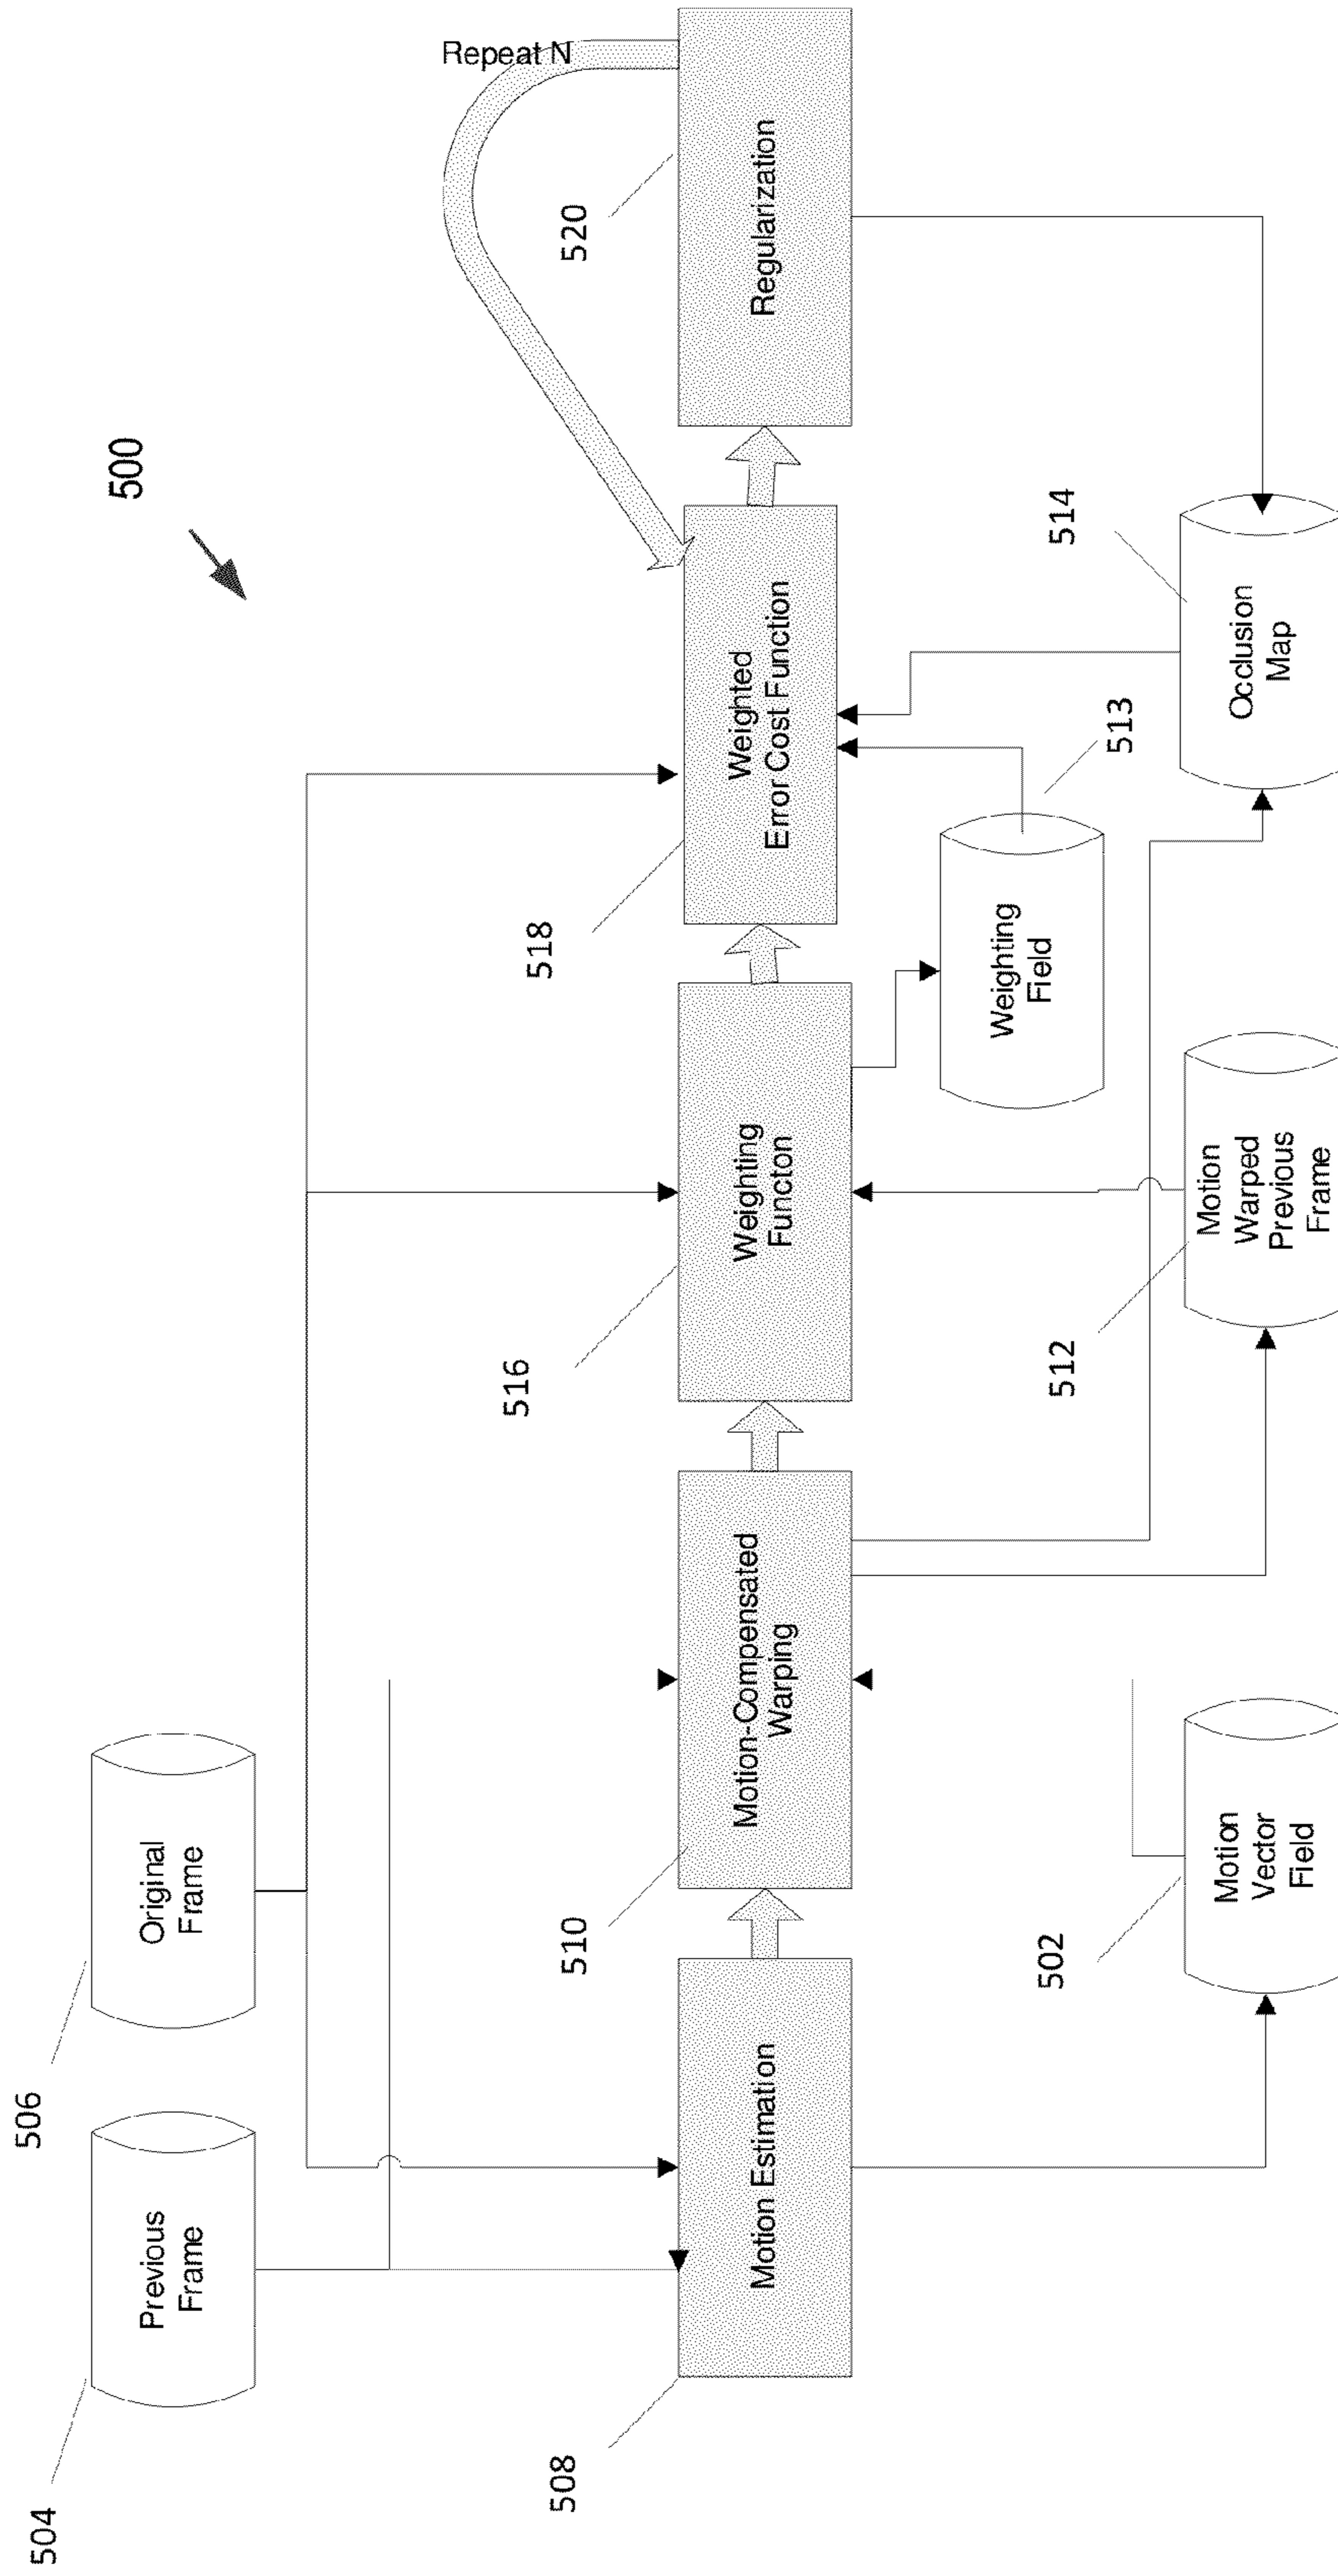 500
504
Previous
Frame
506
Original
Frame
Repeat N
508
Motion Estimation
510
Motion-Compensated
Warping
516
Weighting
Functon
518
Weighted
Error Cost Function
520
Regularization
502
Motion
Vector
Field
512
Motion
Warped
Previous
Frame
513
Weighting
Field
514
Occlusion
Map